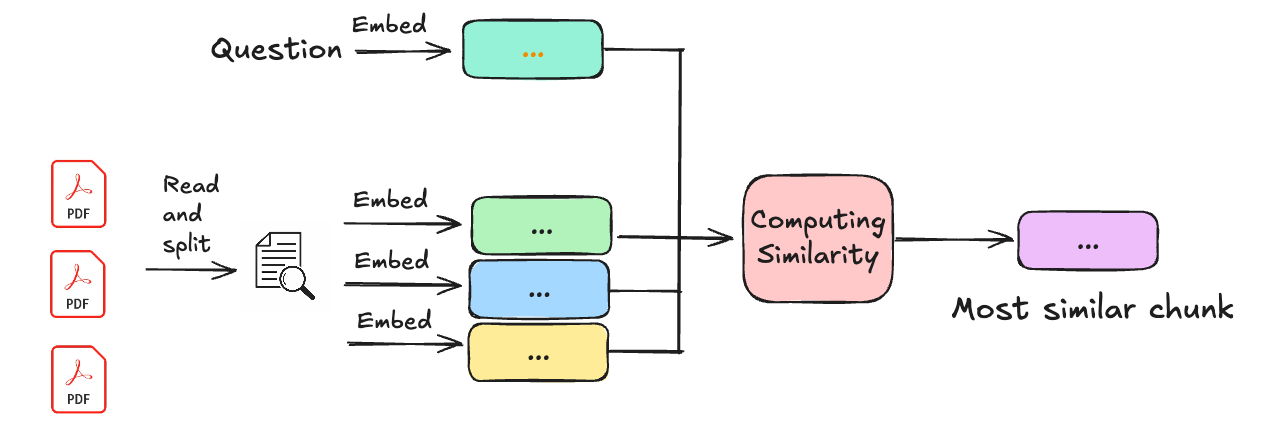 Embed
Question
...
PDF
PDF
PDF
Read
and
split
Embed
...
Embed
...
Embed
...
Computing
Similarity
...
Most similar chunk